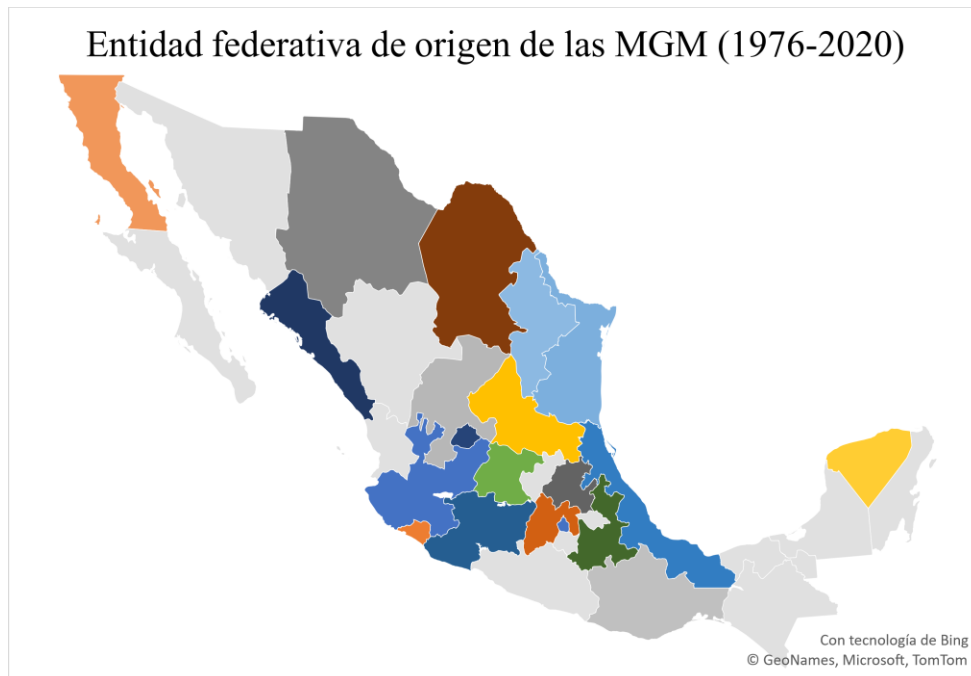 Entidad federativa de origen de las MGM (1976-2020)
Con tecnología de Bing
© GeoNames, Microsoft, TomTom